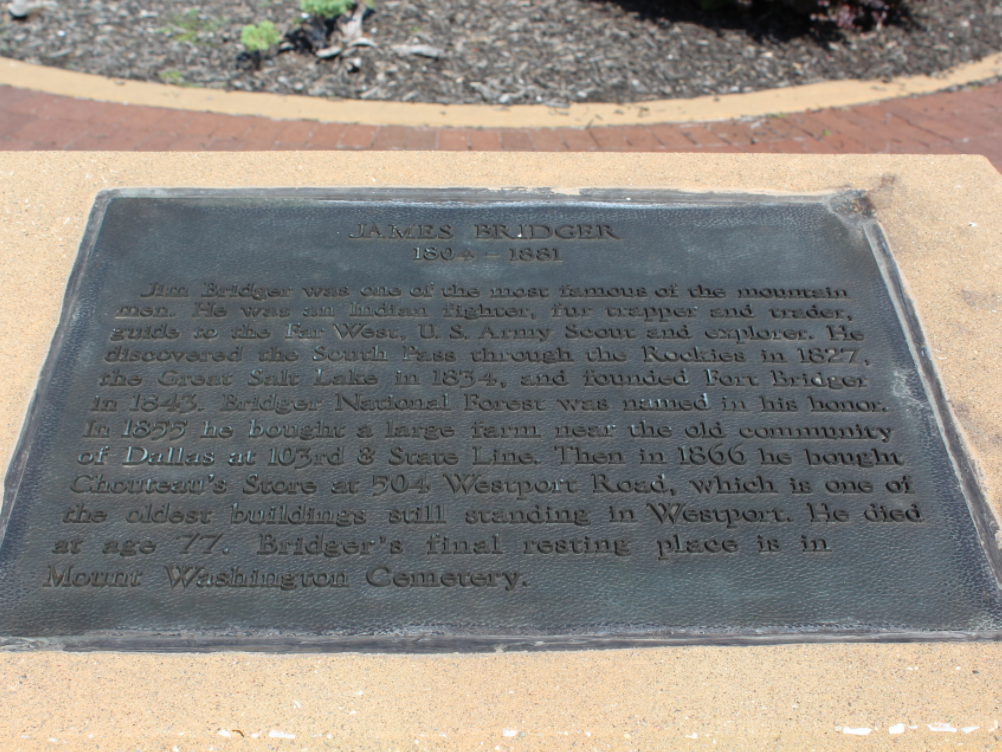 JAMES BRIDGER
1804 – 1881
Jim Bridger was one of the most famous of the mountain
men. He was an Indian fighter, fur trapper and trader,
guide to the Far West, U. S. Army Scout and explorer. He
discovered the South Pass through the Rockies in 1827,
the Great Salt Lake in 1834, and founded Fort Bridger
in 1843. Bridger National Forest was named in his honor.
In 1855 he bought a large farm near the old community
of Dallas at 103rd & State Line. Then in 1866 he bought
Chouteau's Store at 504 Westport Road, which is one of
the oldest buildings still standing in Westport. He died
at age 77. Bridger's final resting place is in
Mount Washington Cemetery.